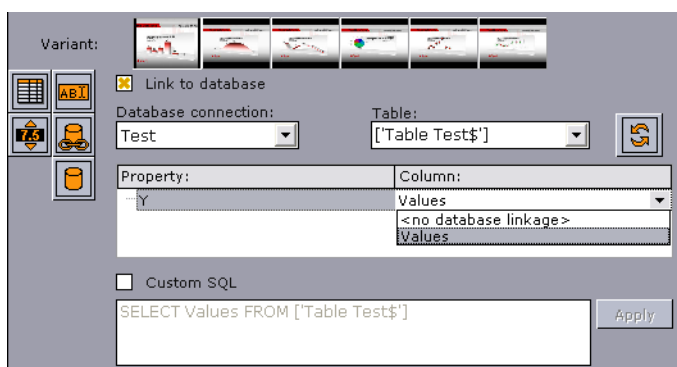 Variant:
Link to database
ABI
Database connection:
Table:
7.5
Test
['Table Test$']
Property:
Column:
Y
Values
<no database linkage>
Values
Custom SQL
SELECT Values FROM ['Table Test$']
Apply